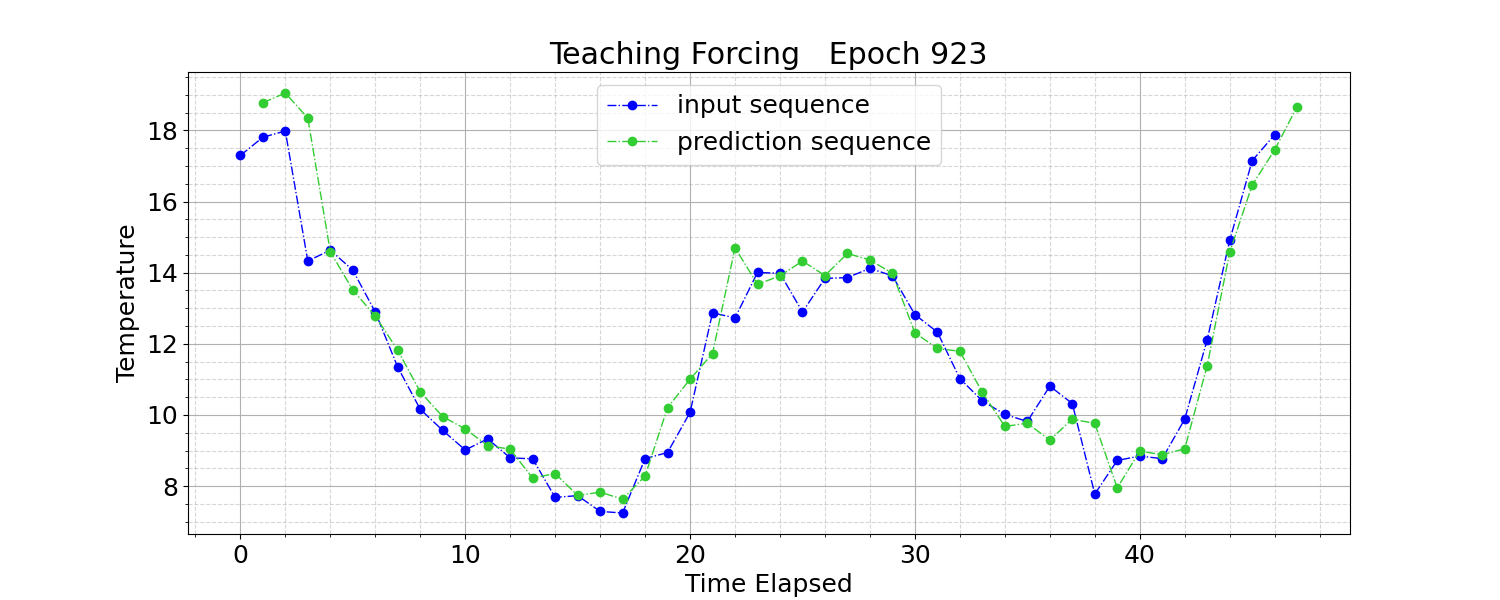 Teaching Forcing   Epoch 923
input sequence
prediction sequence
18
16
14
12
10
8
Temperature
0 10 20 30 40
Time Elapsed